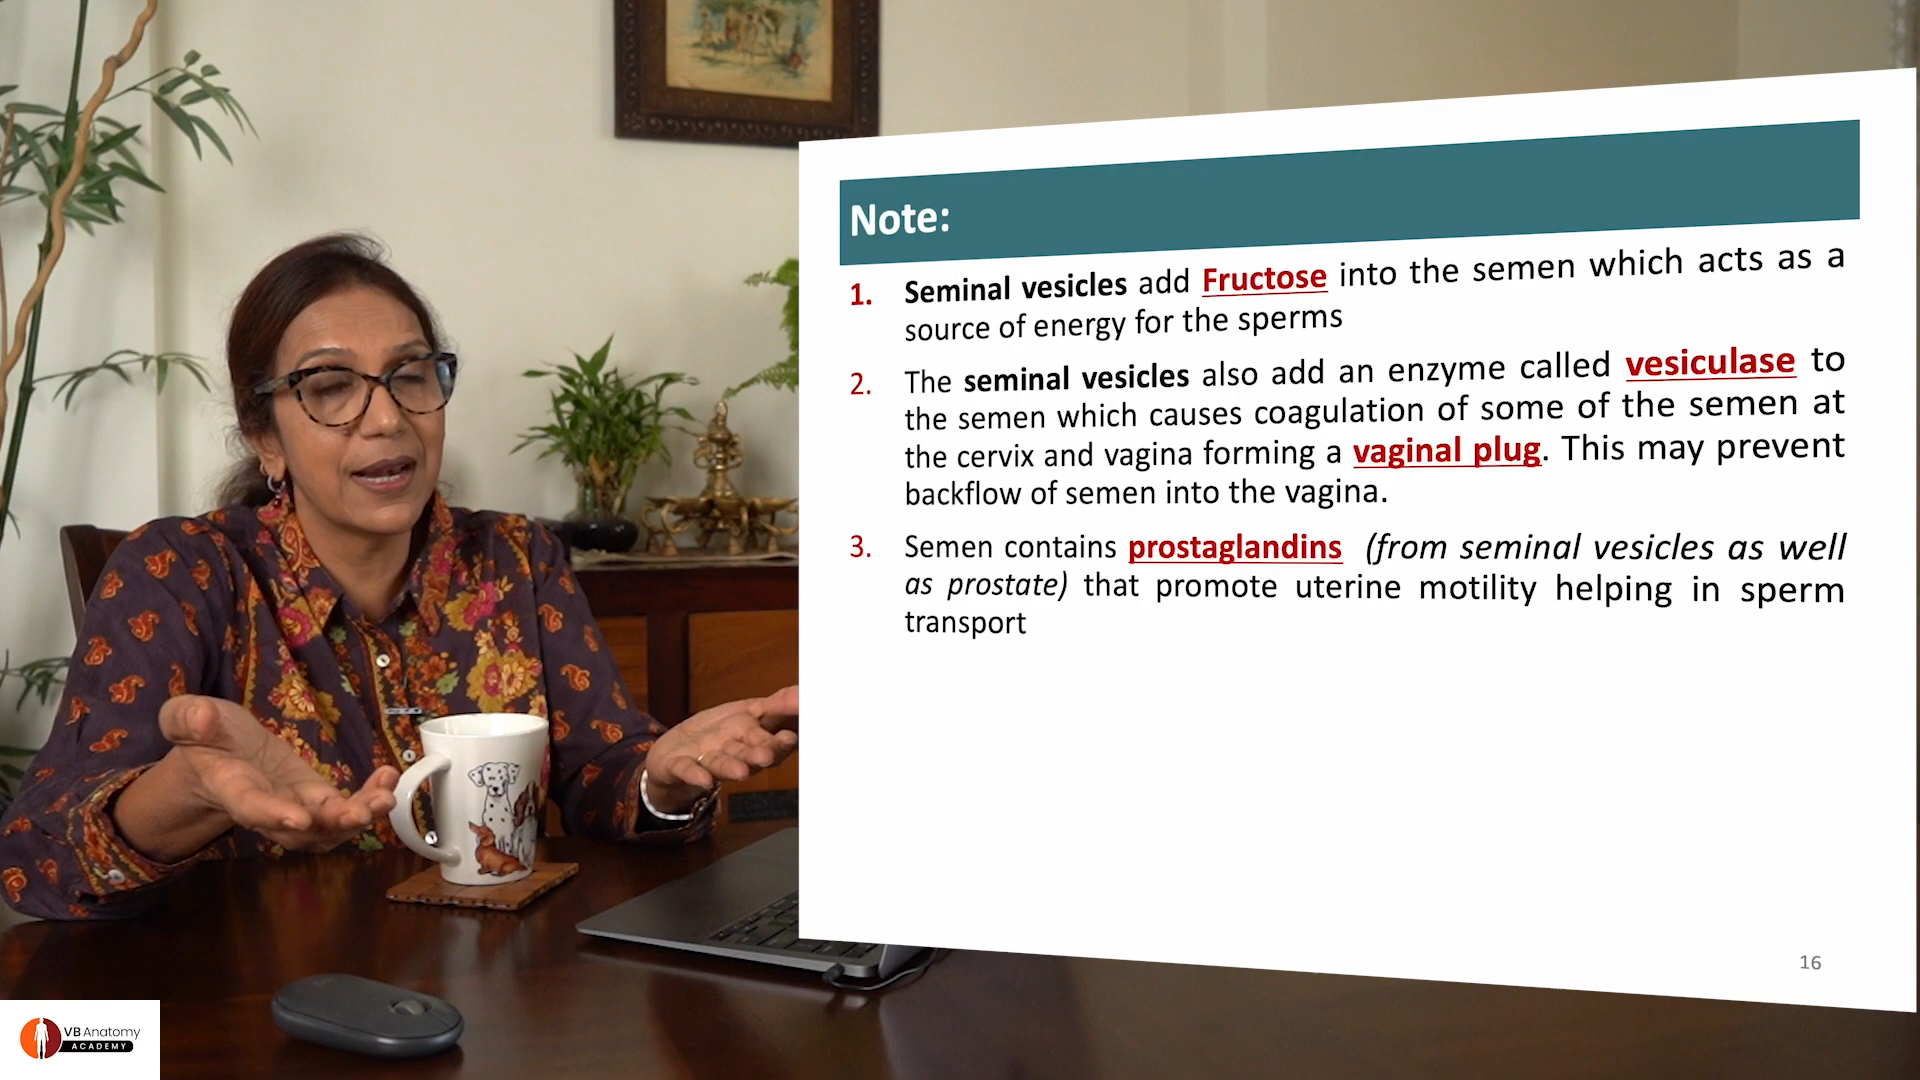 Note:
1. Seminal vesicles add Fructose into the semen which acts as a
source of energy for the sperms
2. The seminal vesicles also add an enzyme called vesiculase to
the semen which causes coagulation of some of the semen at
the cervix and vagina forming a vaginal plug. This may prevent
backflow of semen into the vagina.
3. Semen contains prostaglandins (from seminal vesicles as well
as prostate) that promote uterine motility helping in sperm
transport
16
VB Anatomy
ACADEMY